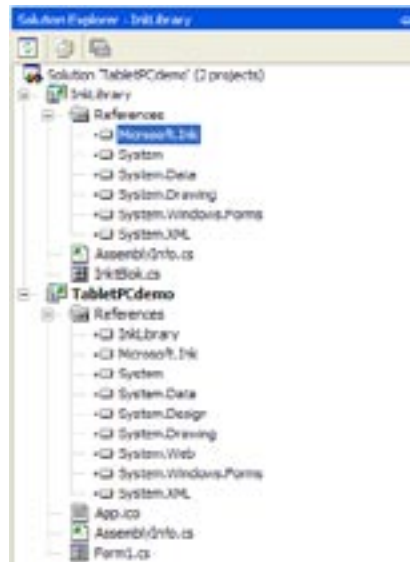 Solution Explorer - InkLibrary
Solution 'TabletPCdemo' (2 projects)
InkLibrary
References
Microsoft.Ink
System
System.Data
System.Drawing
System.Windows.Forms
System.XML
AssemblyInfo.cs
InktBlok.cs
TabletPCdemo
References
InkLibrary
Microsoft.Ink
System
System.Data
System.Design
System.Drawing
System.Web
System.Windows.Forms
System.XML
App.ico
AssemblyInfo.cs
Form1.cs